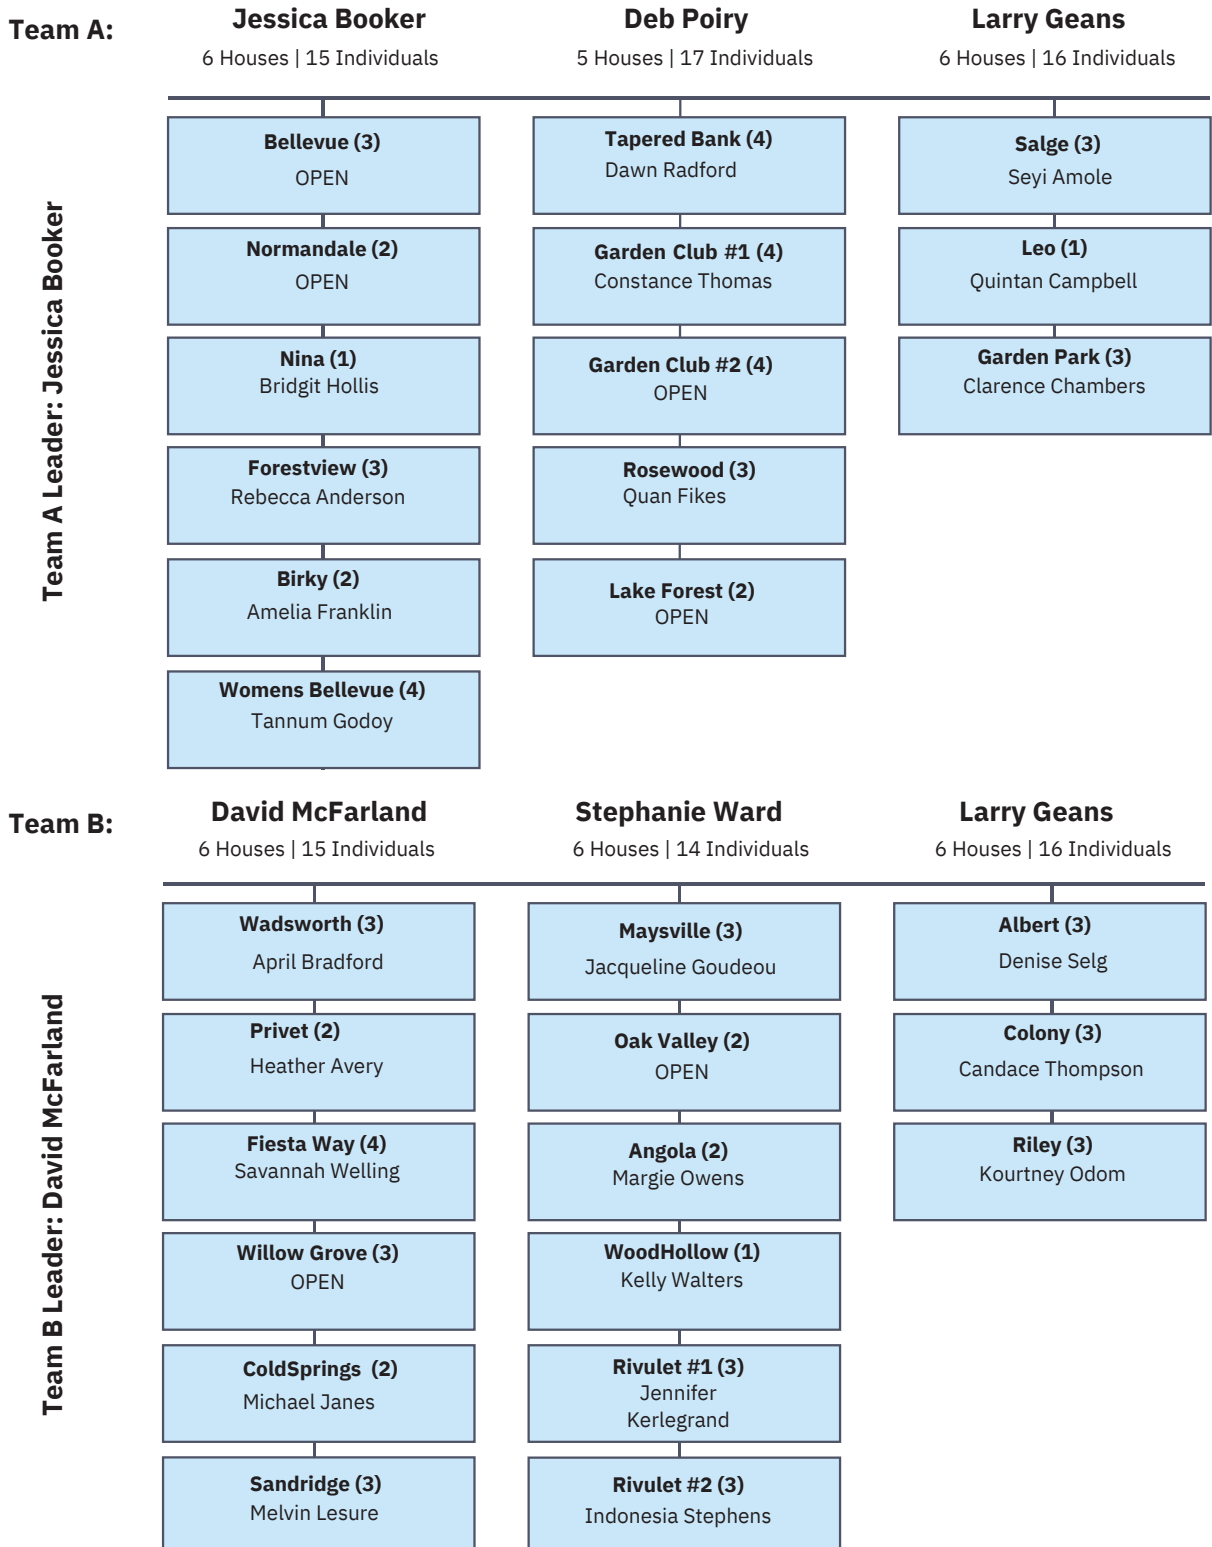 Team A:
Jessica Booker
6 Houses | 15 Individuals
Deb Poiry
5 Houses | 17 Individuals
Larry Geans
6 Houses | 16 Individuals
Team A Leader: Jessica Booker
Bellevue (3)
OPEN
Normandale (2)
OPEN
Nina (1)
Bridgit Hollis
Forestview (3)
Rebecca Anderson
Birky (2)
Amelia Franklin
Womens Bellevue (4)
Tannum Godoy
Tapered Bank (4)
Dawn Radford
Garden Club #1 (4)
Constance Thomas
Garden Club #2 (4)
OPEN
Rosewood (3)
Quan Fikes
Lake Forest (2)
OPEN
Salge (3)
Seyi Amole
Leo (1)
Quintan Campbell
Garden Park (3)
Clarence Chambers
Team B:
David McFarland
6 Houses | 15 Individuals
Stephanie Ward
6 Houses | 14 Individuals
Larry Geans
6 Houses | 16 Individuals
Team B Leader: David McFarland
Wadsworth (3)
April Bradford
Privet (2)
Heather Avery
Fiesta Way (4)
Savannah Welling
Willow Grove (3)
OPEN
ColdSprings (2)
Michael Janes
Sandridge (3)
Melvin Lesure
Maysville (3)
Jacqueline Goudeou
Oak Valley (2)
OPEN
Angola (2)
Margie Owens
WoodHollow (1)
Kelly Walters
Rivulet #1 (3)
Jennifer
Kerlegrand
Rivulet #2 (3)
Indonesia Stephens
Albert (3)
Denise Selg
Colony (3)
Candace Thompson
Riley (3)
Kourtney Odom